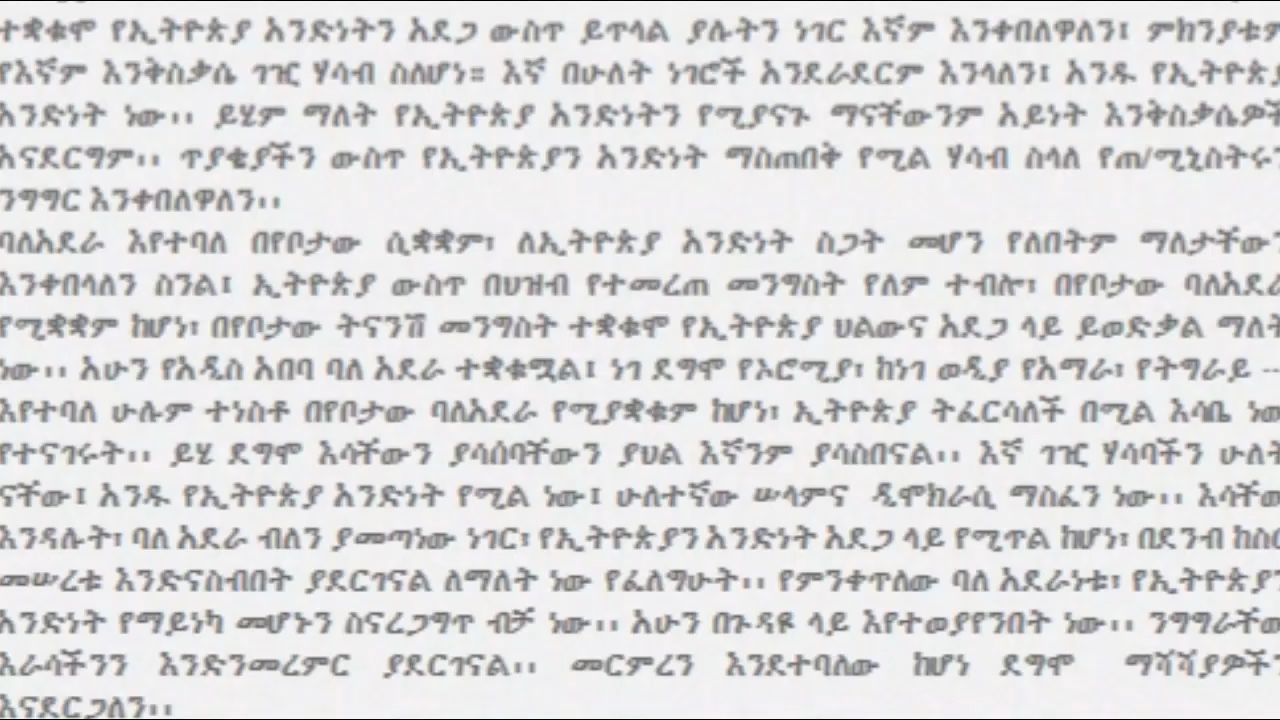 ተቋቁሞ የኢትዮጵያ አንድነትን አደጋ ውስጥ ይጥላል ያሉትን ነገር እኛም እንቀበለዋለን፤ ምክንያቱም
የእኛም እንቅስቃሴ ገዢ ሃሳብ ስለሆነ። እኛ በሁለት ነገሮች አንደራደርም እንላለን፤ አንዱ የኢትዮጵያ
አንድነት ነው፡፡ ይሄም ማለት የኢትዮጵያ አንድነትን የሚያናጉ ማናቸውንም አይነት እንቅስቃሴዎች
አናደርግም፡፡ ጥያቄያችን ውስጥ የኢትዮጵያን አንድነት ማስጠበቅ የሚል ሃሳብ ስላለ የጠ/ሚኒስትሩን
ንግግር እንቀበለዋለን፡፡
ባለአደራ እየተባለ በየቦታው ሲቋቋም፣ ለኢትዮጵያ አንድነት ስጋት መሆን የለበትም ማለታቸውን
እንቀበላለን ስንል፤ ኢትዮጵያ ውስጥ በህዝብ የተመረጠ መንግስት የለም ተብሎ፣ በየቦታው ባለአደራ
የሚቋቋም ከሆነ፣ በየቦታው ትናንሽ መንግስት ተቋቁሞ የኢትዮጵያ ህልውና አደጋ ላይ ይወድቃል ማለት
ነው፡፡ አሁን የአዲስ አበባ ባለ አደራ ተቋቁሟል፤ ነገ ደግሞ የኦሮሚያ፣ ከነገ ወዲያ የአማራ፣ የትግራይ --
እየተባለ ሁሉም ተነስቶ በየቦታው ባለአደራ የሚያቋቁም ከሆነ፣ ኢትዮጵያ ትፈርሳለች በሚል እሳቤ ነው
የተናገሩት፡፡ ይሄ ደግሞ እሳቸውን ያሳሰባቸውን ያህል እኛንም ያሳስበናል፡፡ እኛ ገዢ ሃሳባችን ሁለት
ናቸው፤ አንዱ የኢትዮጵያ አንድነት የሚል ነው፤ ሁለተኛው ሠላምና ዲሞክራሲ ማስፈን ነው፡፡ እሳቸው
እንዳሉት፣ ባለ አደራ ብለን ያመጣነው ነገር፣ የኢትዮጵያን አንድነት አደጋ ላይ የሚጥል ከሆነ፣ በደንብ ከስር
መሠረቱ እንድናስብበት ያደርገናል ለማለት ነው የፈለግሁት፡፡ የምንቀጥለው ባለ አደራነቱ፣ የኢትዮጵያን
አንድነት የማይነካ መሆኑን ስናረጋግጥ ብቻ ነው፡፡ አሁን በጉዳዩ ላይ እየተወያየንበት ነው፡፡ ንግግራቸው
እራሳችንን እንድንመረምር ያደርገናል፡፡ መርምረን እንደተባለው ከሆነ ደግሞ ማሻሻያዎችን
እናደርጋለን፡፡